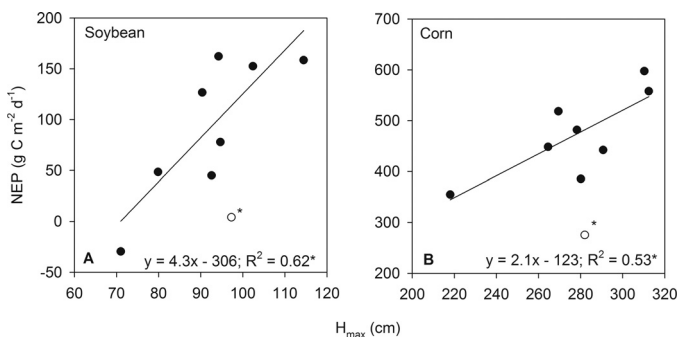 Soybean
Corn
NEP (g C m⁻² d⁻¹)
200
150
100
50
0
-50
*
A
y = 4.3x - 306; R² = 0.62*
60 70 80 90 100 110 120
700
600
500
400
300
200
*
B
y = 2.1x - 123; R² = 0.53*
200 220 240 260 280 300 320
Hmax (cm)